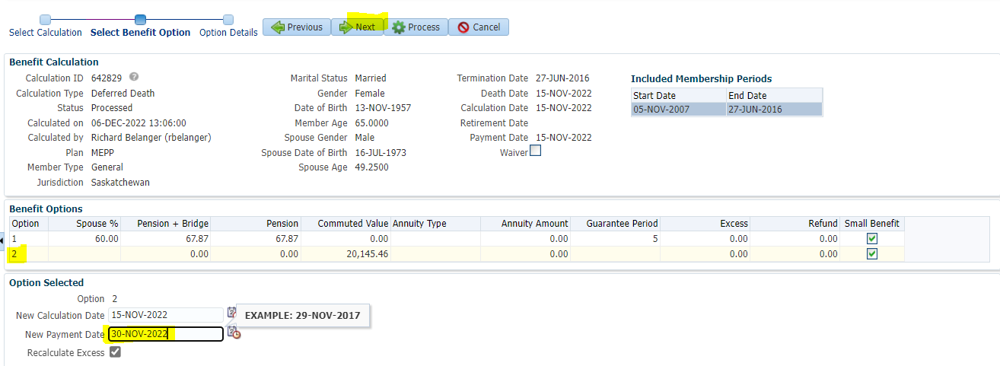 Select Calculation Select Benefit Option Option Details Previous Next Process Cancel
Benefit Calculation
Calculation ID 642829 Marital Status Married Termination Date 27-JUN-2016 Included Membership Periods
Calculation Type Deferred Death Gender Female Death Date 15-NOV-2022 Start Date End Date
Status Processed Date of Birth 13-NOV-1957 Calculation Date 15-NOV-2022 05-NOV-2007 27-JUN-2016
Calculated on 06-DEC-2022 13:06:00 Member Age 65.0000 Retirement Date
Calculated by Richard Belanger (rbelanger) Spouse Gender Male Payment Date 15-NOV-2022
Plan MEPP Spouse Date of Birth 16-JUL-1973 Waiver
Member Type General Spouse Age 49.2500
Jurisdiction Saskatchewan
Benefit Options
Option Spouse % Pension + Bridge Pension Commuted Value Annuity Type Annuity Amount Guarantee Period Excess Refund Small Benefit
1 60.00 67.87 67.87 0.00 0.00 5 0.00 0.00
2 0.00 0.00 20,145.46 0.00 0.00 0.00
Option Selected
Option 2
New Calculation Date 15-NOV-2022 EXAMPLE: 29-NOV-2017
New Payment Date 30-NOV-2022
Recalculate Excess